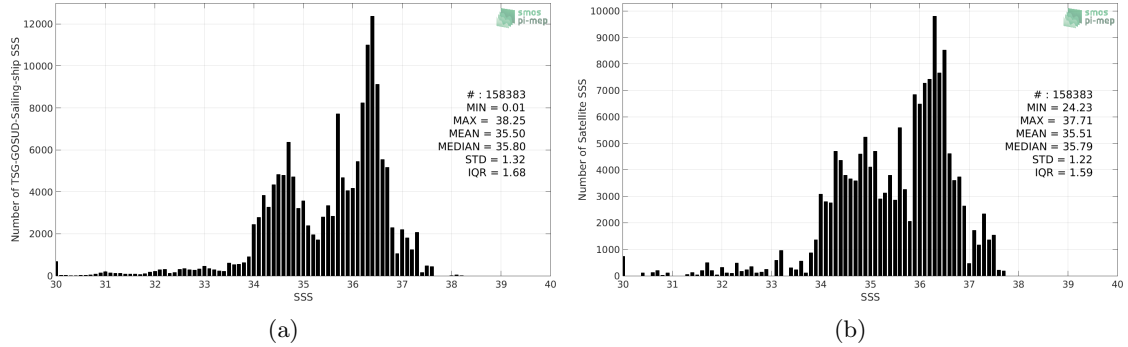 12000
10000
8000
6000
4000
2000
0
Number of TSG-GOSUD-Sailing-ship SSS
smos
pi-mep
# : 158383
MIN = 0.01
MAX = 38.25
MEAN = 35.50
MEDIAN = 35.80
STD = 1.32
IQR = 1.68
30 31 32 33 34 35 36 37 38 39 40
SSS
(a)
10000
9000
8000
7000
6000
5000
4000
3000
2000
1000
0
Number of Satellite SSS
smos
pi-mep
# : 158383
MIN = 24.23
MAX = 37.71
MEAN = 35.51
MEDIAN = 35.79
STD = 1.22
IQR = 1.59
30 31 32 33 34 35 36 37 38 39 40
SSS
(b)